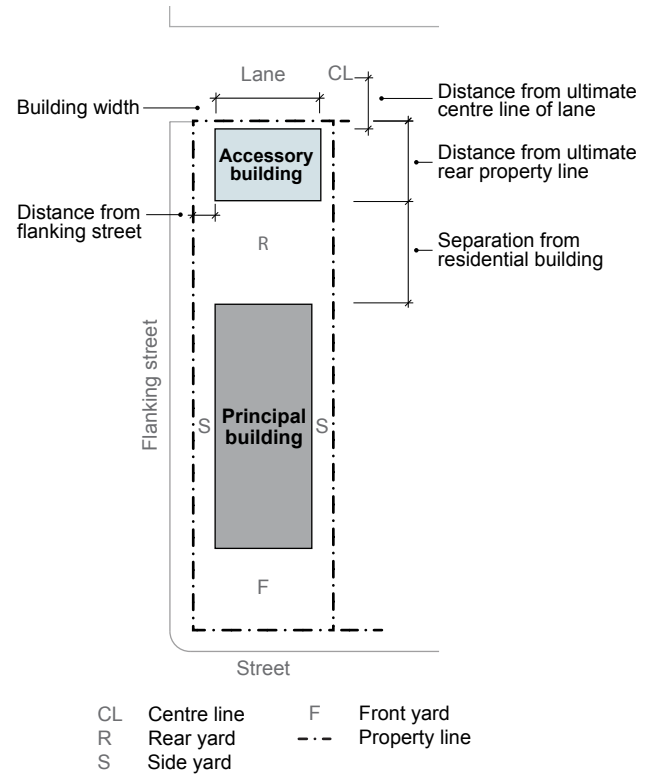 Lane
CL
Building width
Distance from ultimate
centre line of lane
Accessory
building
Distance from ultimate
rear property line
Distance from
flanking street
R
Separation from
residential building
Flanking street
S
Principal
building
S
F
Street
CL Centre line
F Front yard
R Rear yard
Property line
S Side yard